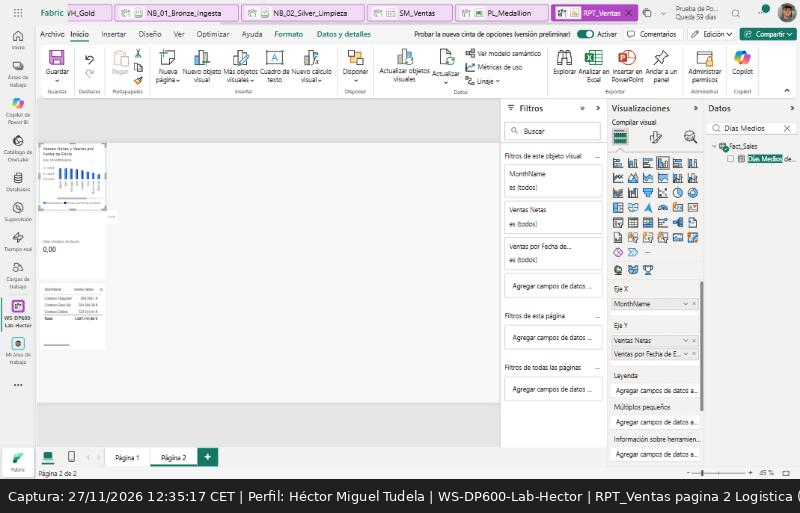 Fabric
VH_Gold
NB_01_Bronze_Ingesta
NB_02_Silver_Limpieza
SM_Ventas
PL_Medallion
RPT_Ventas
Prueba de Po...
Queda 59 días
Archivo
Inicio
Insertar
Diseño
Ver
Optimizar
Ayuda
Formato
Datos y detalles
Probar la nueva cinta de opciones (versión preliminar)
Activar
Comentarios
Edición
Compartir
Guardar
Pegar
Nueva página
Nuevo objeto visual
Más objetos visuales
Cuadro de texto
Nuevo cálculo visual
Disponer
Actualizar objetos visuales
Actualizar
Ver modelo semántico
Métricas de uso
Linaje
Explorar
Analizar en Excel
Insertar en PowerPoint
Anclar a un panel
Administrar permisos
Copilot
Guardar
Deshacer
Portapapeles
Insertar
Disponer
Datos
Exportar
Administrar
Copilot
Inicio
Áreas de trabajo
Copilot de Power BI
Catálogo de OneLake
Databases
Supervisión
Tiempo real
Cargas de trabajo
WS-DP600-Lab-Hector
Mi área de trabajo
Fabric
Ventas Netas y Ventas por
Fecha de Envío
por MonthName
0,00
Total
Filtros
Buscar
Filtros de este objeto visual
MonthName
es (todos)
Ventas Netas
es (todos)
Ventas por Fecha de...
es (todos)
Agregar campos de datos ...
Filtros de esta página
Agregar campos de datos ...
Filtros de todas las páginas
Agregar campos de datos ...
Visualizaciones
Compilar visual
Eje X
MonthName
Eje Y
Ventas Netas
Ventas por Fecha de E...
Leyenda
Agregar campos de datos a...
Múltiplos pequeños
Agregar campos de datos a...
Información sobre herramien...
Agregar campos de datos a...
Datos
Días Medios
Fact_Sales
Días Medios de...
Página 1
Página 2
Página 2 de 2
45 %
Captura: 27/11/2026 12:35:17 CET | Perfil: Héctor Miguel Tudela | WS-DP600-Lab-Hector | RPT_Ventas pagina 2 Logistica (